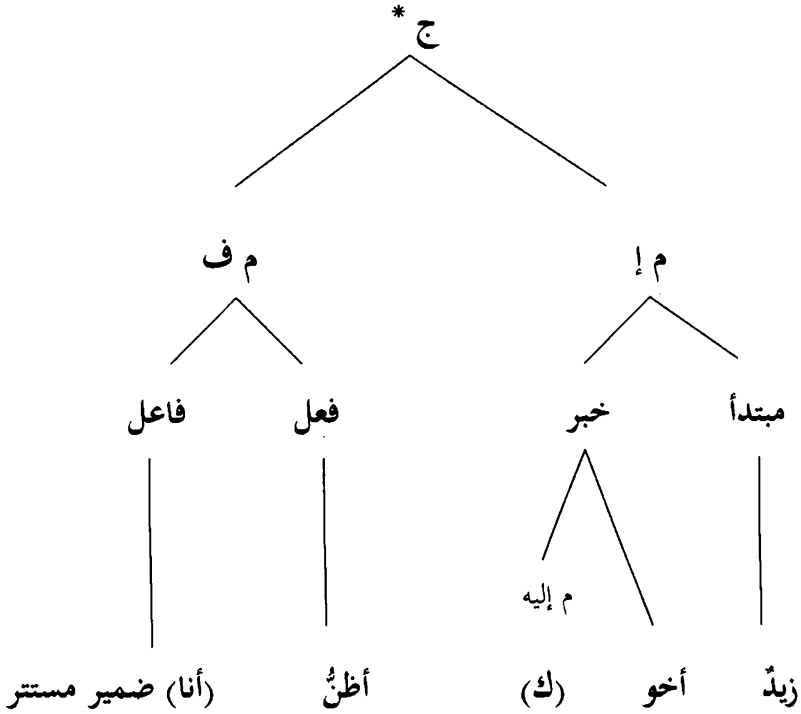 ج *
م إ م ف
مبتدأ خبر فعل فاعل
م إليه
زيدٌ أخو (ك) أظنُّ (أنا) ضمير مستتر